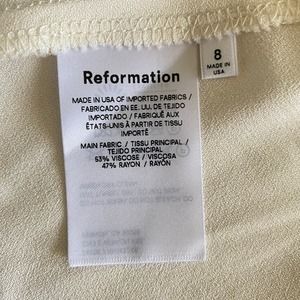 Reformation
8
MADE IN
USA
MADE IN USA OF IMPORTED FABRICS /
FABRICADO EN EE. UU. DE TEJIDO
IMPORTADO / FABRIQUÉ AUX
ÉTATS-UNIS À PARTIR DE TISSU
IMPORTÉ
MAIN FABRIC / TISSU PRINCIPAL /
TEJIDO PRINCIPAL
53% VISCOSE / VISCOSA
47% RAYON / RAYÓN